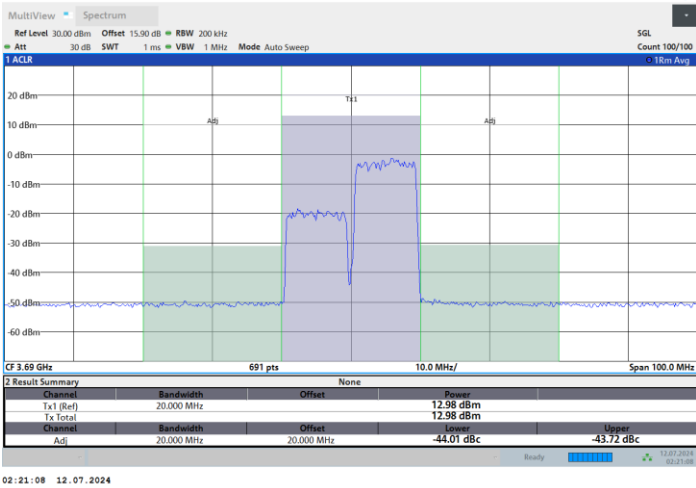 MultiView Spectrum
Ref Level 30.00 dBm Offset 15.90 dB RBW 200 kHz SGL
Att 30 dB SWT 1 ms VBW 1 MHz Mode Auto Sweep Count 100/100
1 ACLR 1Rm Avg
20 dBm
Tx1
Adj Adj
10 dBm
0 dBm
-10 dBm
-20 dBm
-30 dBm
-40 dBm
-50 dBm
-60 dBm
CF 3.69 GHz 691 pts 10.0 MHz/ Span 100.0 MHz
2 Result Summary None
Channel Bandwidth Offset Power
Tx1 (Ref) 20.000 MHz 12.98 dBm
Tx Total 12.98 dBm
Channel Bandwidth Offset Lower Upper
Adj 20.000 MHz 20.000 MHz -44.01 dBc -43.72 dBc
Ready 12.07.2024
02:21:08
02:21:08 12.07.2024